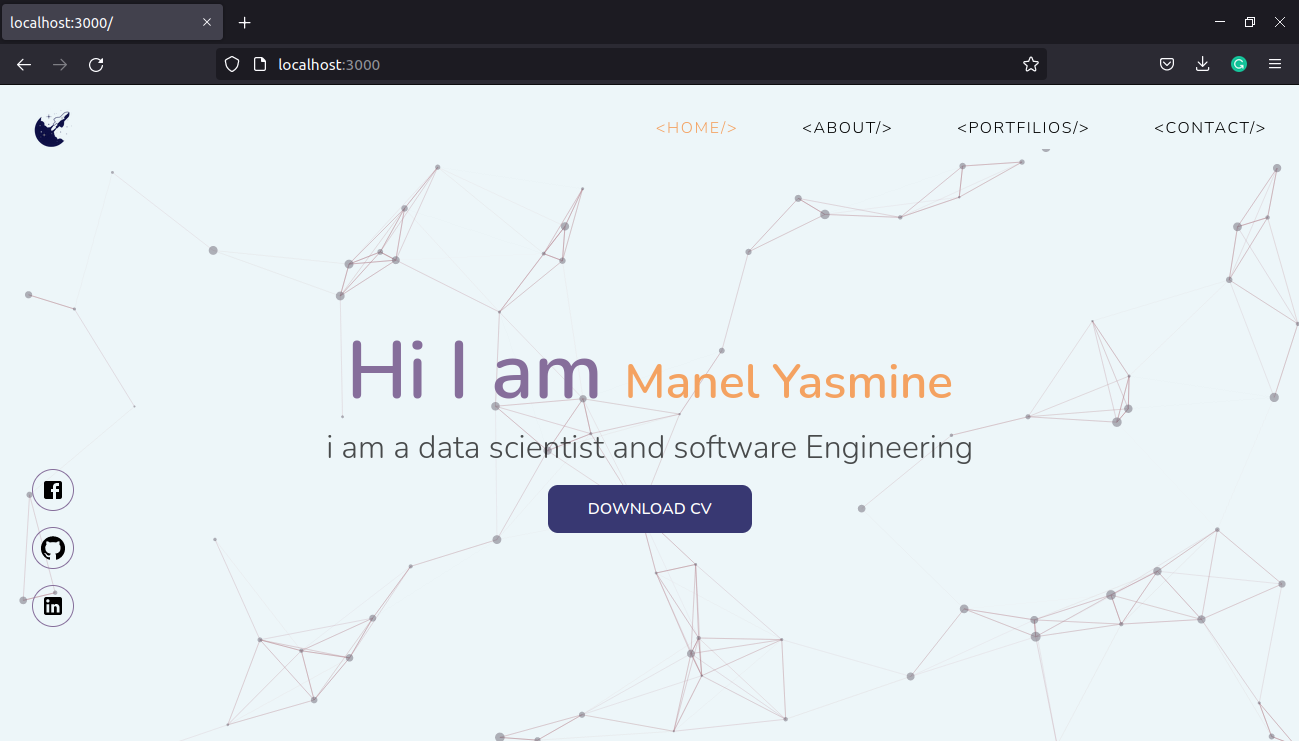 localhost:3000/
localhost:3000
<HOME/> <ABOUT/> <PORTFILIOS/> <CONTACT/>
Hi I am Manel Yasmine
i am a data scientist and software Engineering
DOWNLOAD CV